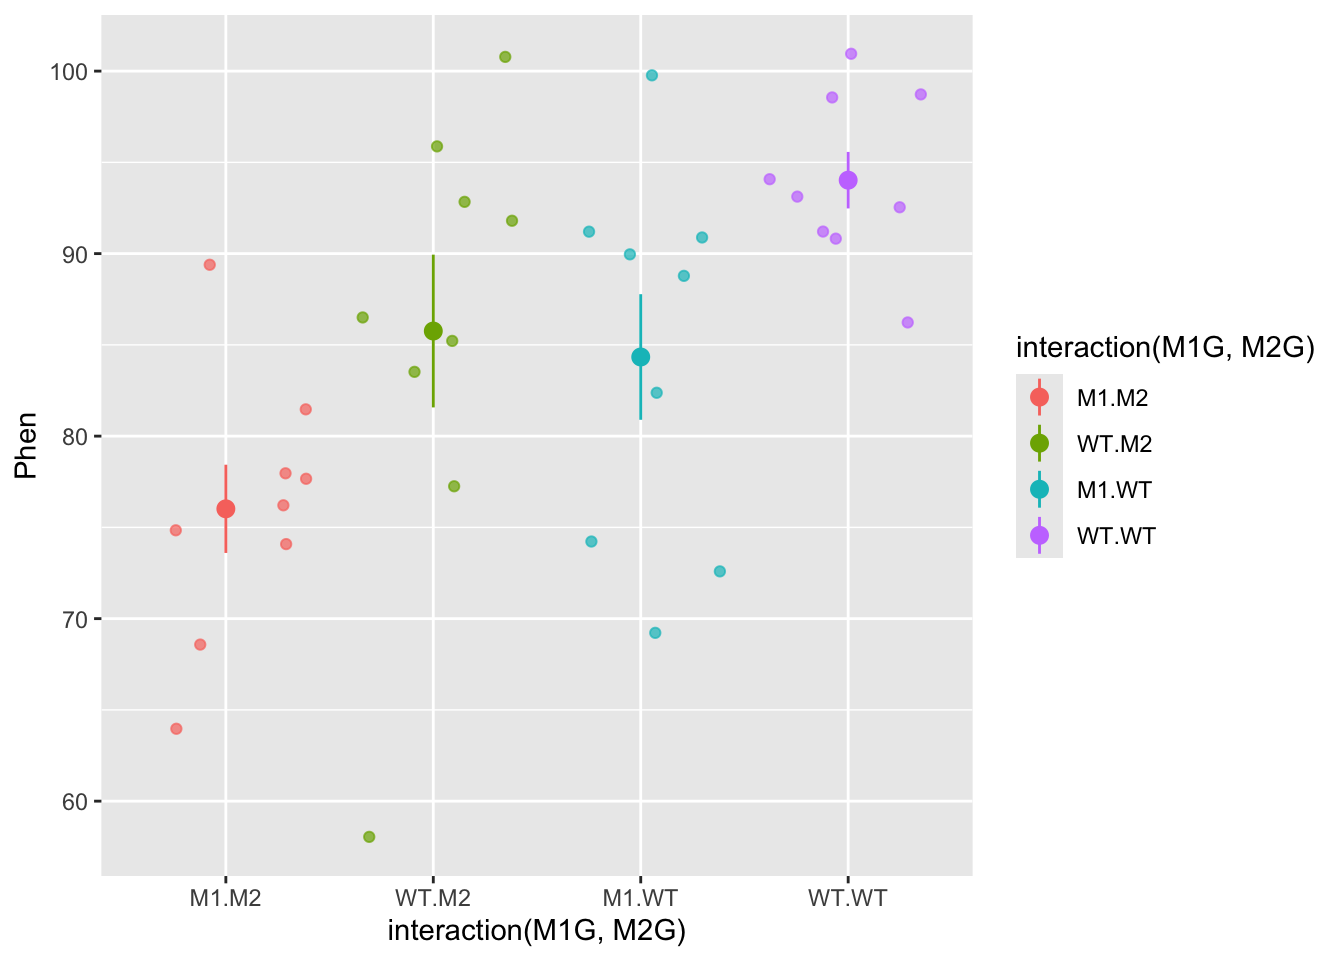 100
90
80
70
60
Phen
M1.M2
WT.M2
M1.WT
WT.WT
interaction(M1G, M2G)
interaction(M1G, M2G)
M1.M2
WT.M2
M1.WT
WT.WT